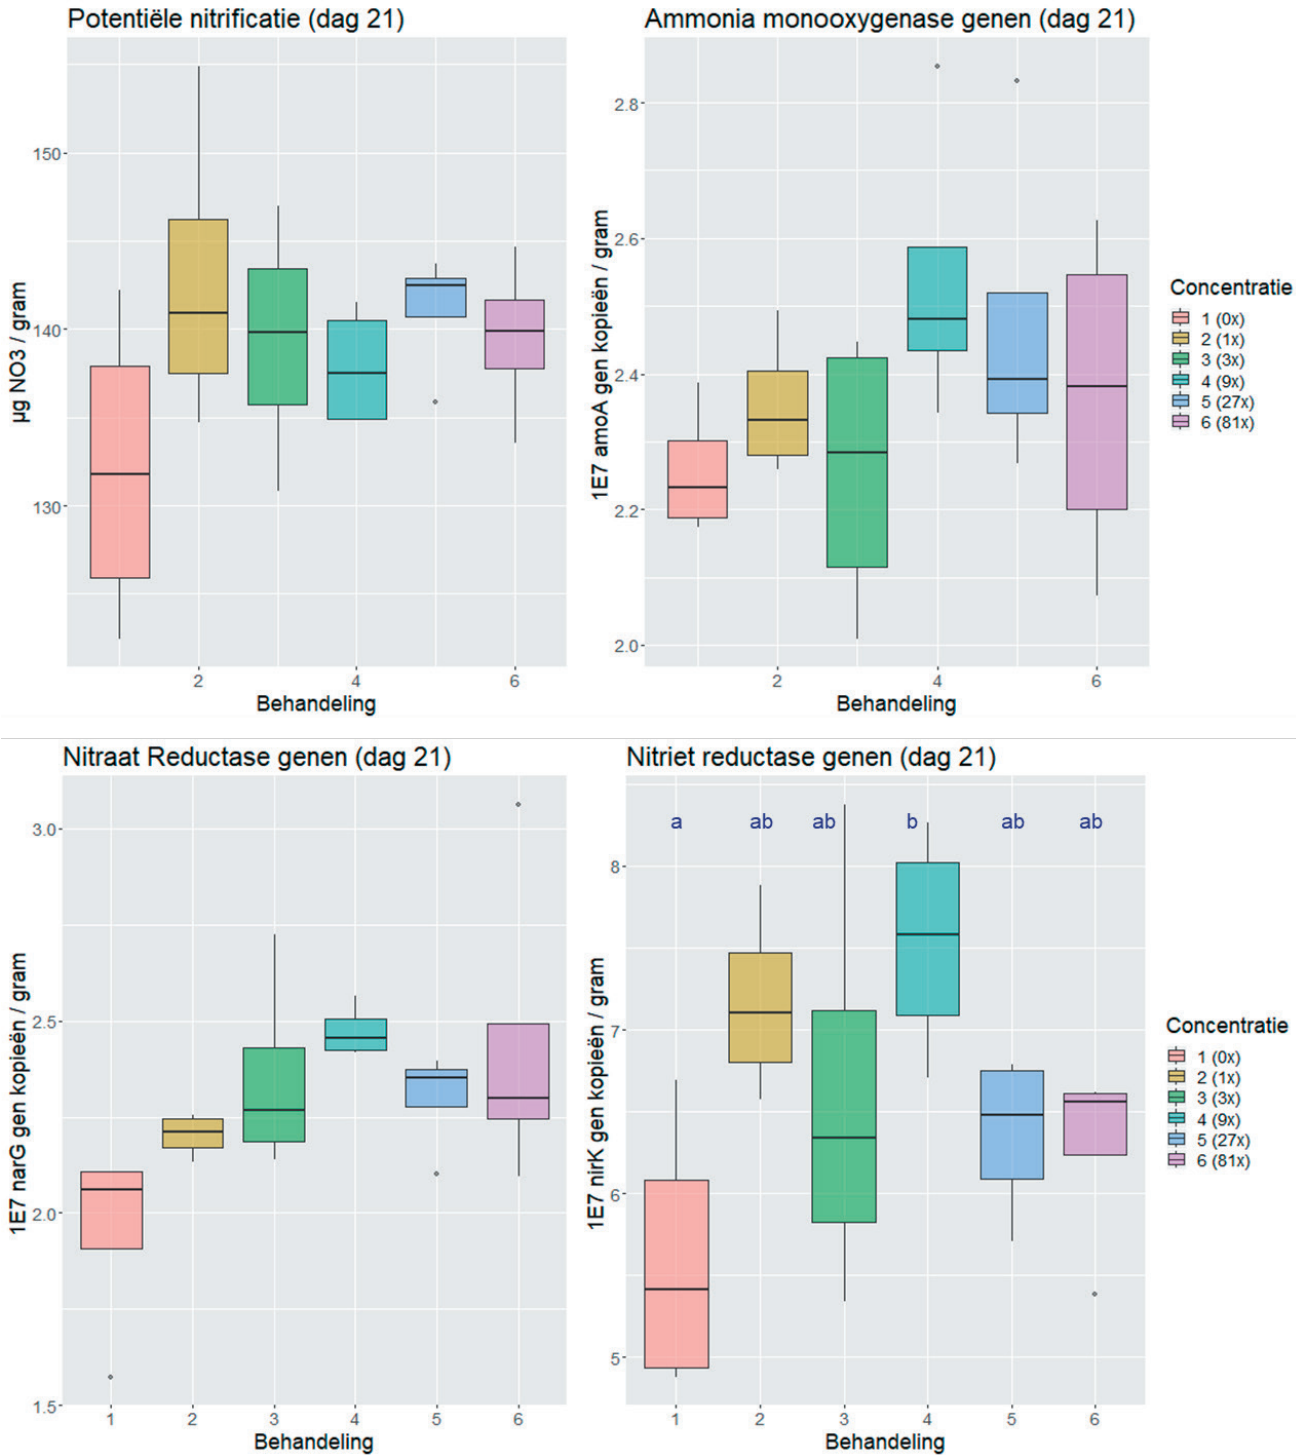 Potentiële nitrificatie (dag 21)
µg NO3 / gram
150
140
130
2
4
6
Behandeling
Ammonia monooxygenase genen (dag 21)
1E7 amoA gen kopieën / gram
2.8
2.6
2.4
2.2
2.0
2
4
6
Behandeling
Concentratie
1 (0x)
2 (1x)
3 (3x)
4 (9x)
5 (27x)
6 (81x)
Nitraat Reductase genen (dag 21)
1E7 narG gen kopieën / gram
3.0
2.5
2.0
1.5
1
2
3
4
5
6
Behandeling
Nitriet reductase genen (dag 21)
1E7 nirK gen kopieën / gram
a
ab
ab
b
ab
ab
8
7
6
5
1
2
3
4
5
6
Behandeling
Concentratie
1 (0x)
2 (1x)
3 (3x)
4 (9x)
5 (27x)
6 (81x)